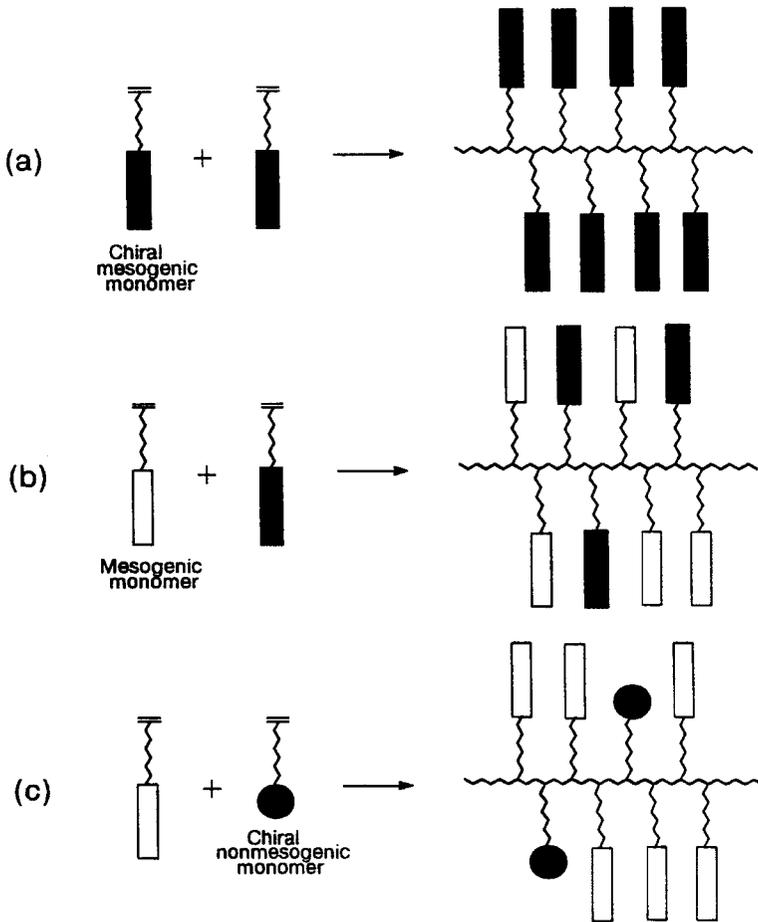 (a)
+
Chiral
mesogenic
monomer
(b)
+
Mesogenic
monomer
(c)
+
Chiral
nonmesogenic
monomer